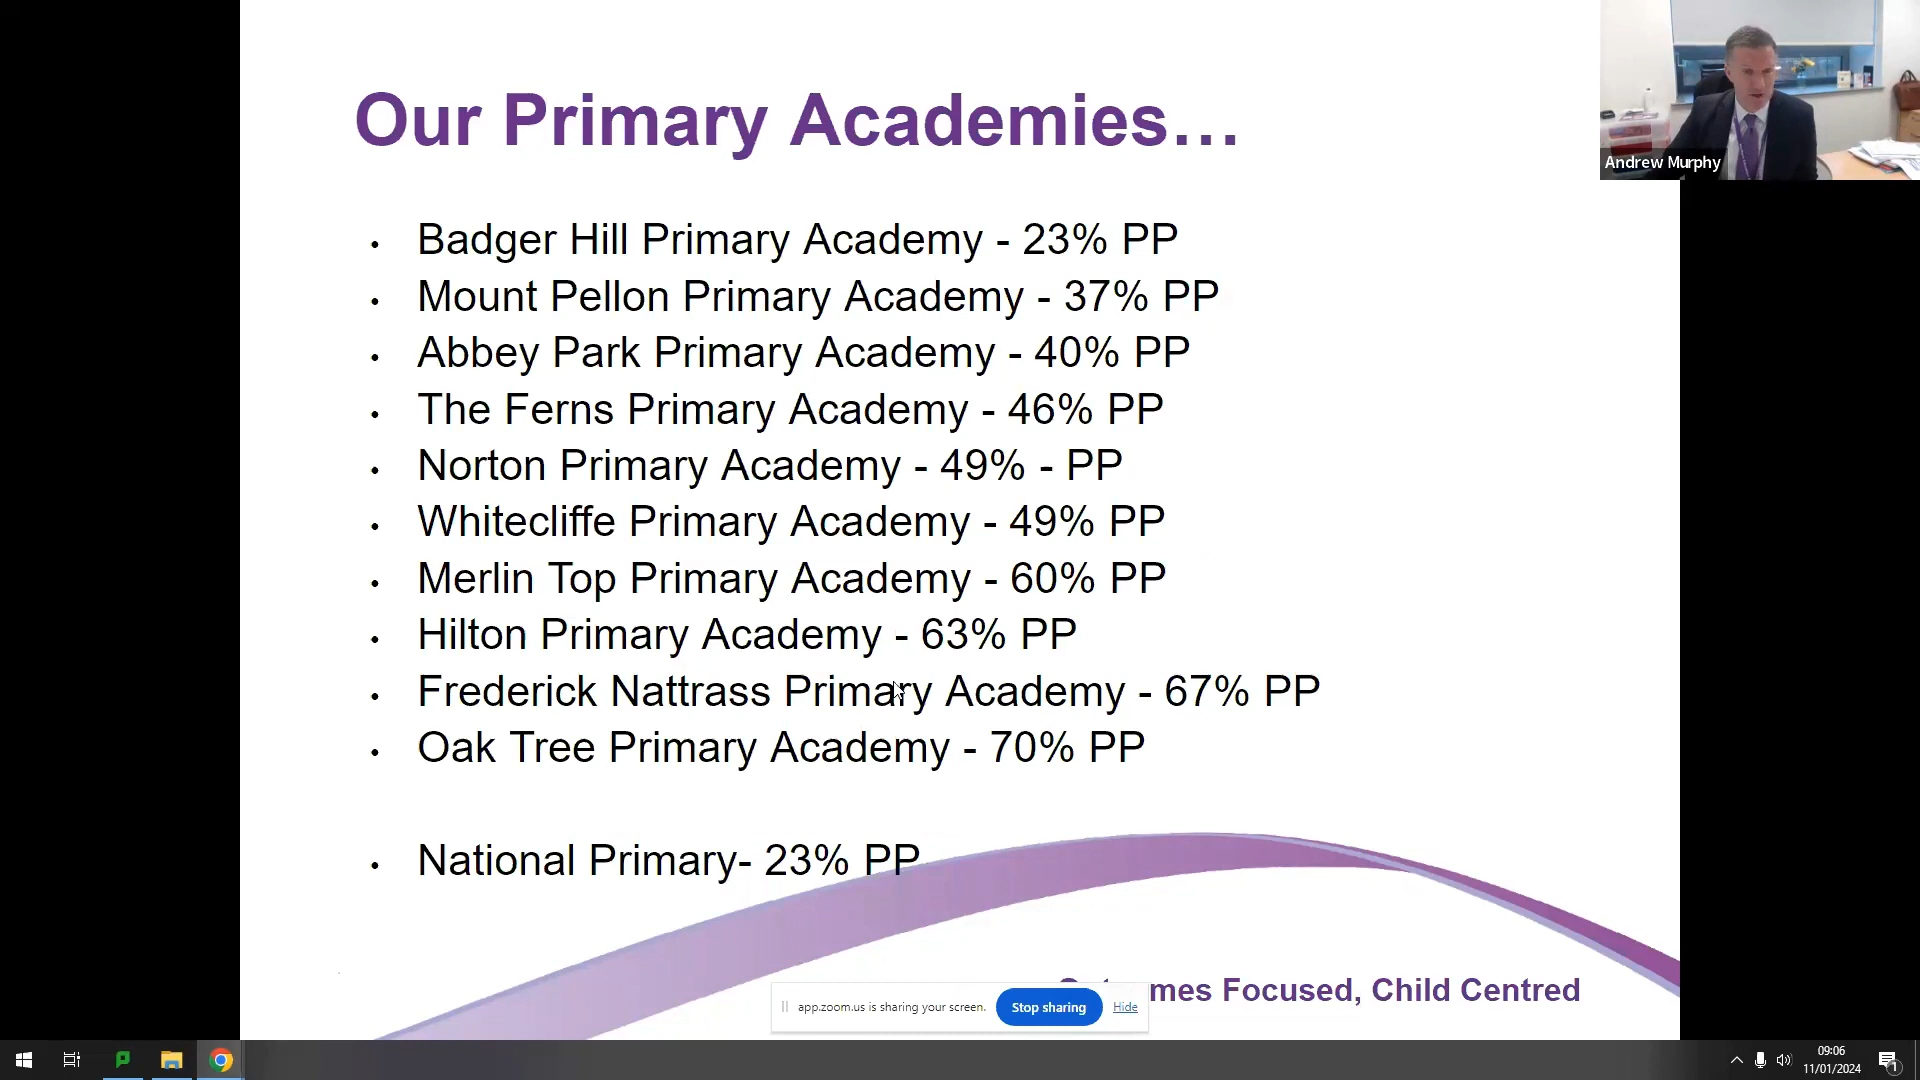 Our Primary Academies...
Andrew Murphy
• Badger Hill Primary Academy - 23% PP
• Mount Pellon Primary Academy - 37% PP
• Abbey Park Primary Academy - 40% PP
• The Ferns Primary Academy - 46% PP
• Norton Primary Academy - 49% - PP
• Whitecliffe Primary Academy - 49% PP
• Merlin Top Primary Academy - 60% PP
• Hilton Primary Academy - 63% PP
• Frederick Nattrass Primary Academy - 67% PP
• Oak Tree Primary Academy - 70% PP
• National Primary- 23% PP
Focused, Child Centred
app.zoom.us is sharing your screen. Stop sharing Hide
09:06
11/01/2024
1